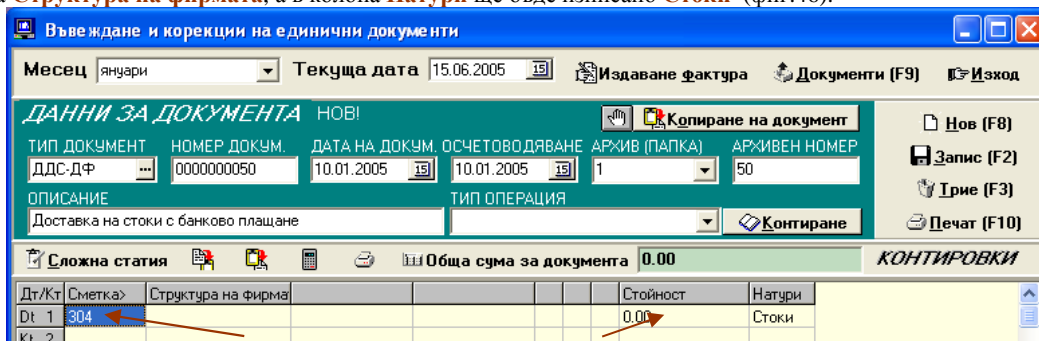 Структура на фирмата, а в колона Натури ще бъде изписано Стоки
Въвеждане и корекции на единични документи
Месец януари Текуща дата 15.06.2005 15 Издаване фактура Документи (F9) Изход
ДАННИ ЗА ДОКУМЕНТА НОВ! Копиране на документ Нов (F8)
ТИП ДОКУМЕНТ НОМЕР ДОКУМ. ДАТА НА ДОКУМ. ОСЧЕТОВОДЯВАНЕ АРХИВ (ПАПКА) АРХИВЕН НОМЕР
ДДС-ДФ ... 0000000050 10.01.2005 15 10.01.2005 15 1 50 Запис (F2)
ОПИСАНИЕ ТИП ОПЕРАЦИЯ Трие (F3)
Доставка на стоки с банково плащане Контиране Печат (F10)
Сложна статия Обща сума за документа 0.00 КОНТИРОВКИ
Дт/Кт Сметка> Структура на фирмат Стойност Натури
Dt 1 304 0.00 Стоки
Kt 2